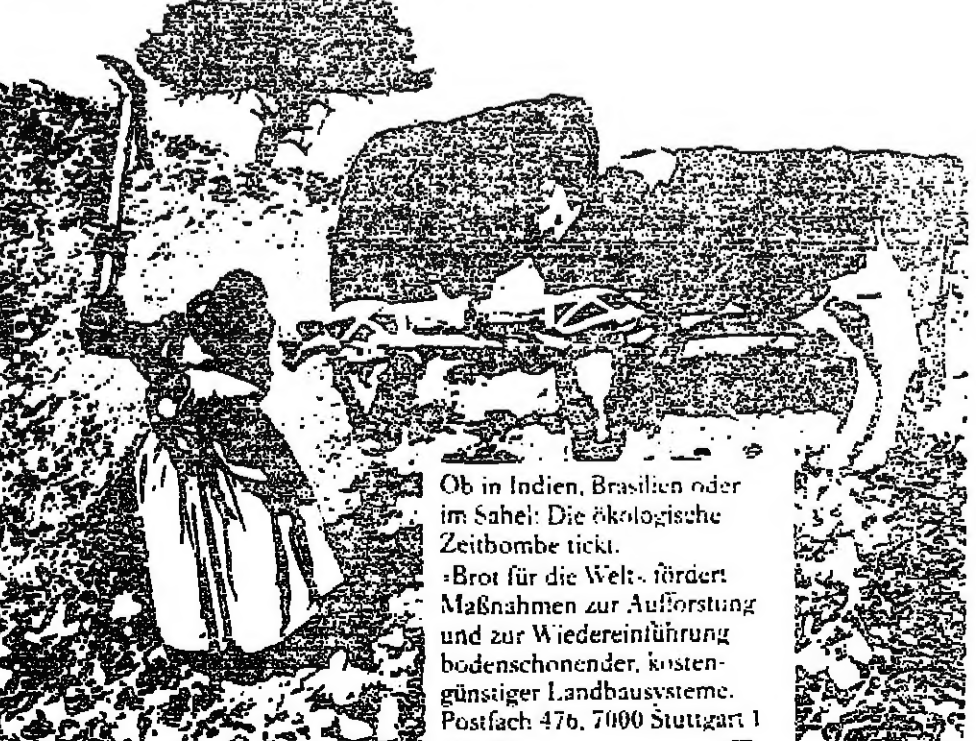 Ob in Indien, Brasilien oder
im Sahel: Die ökologische
Zeitbombe tickt.
»Brot für die Welt« fördert
Maßnahmen zur Aufforstung
und zur Wiedereinführung
bodenschonender, kosten-
günstiger Landbausysteme.
Postfach 476, 7000 Stuttgart 1